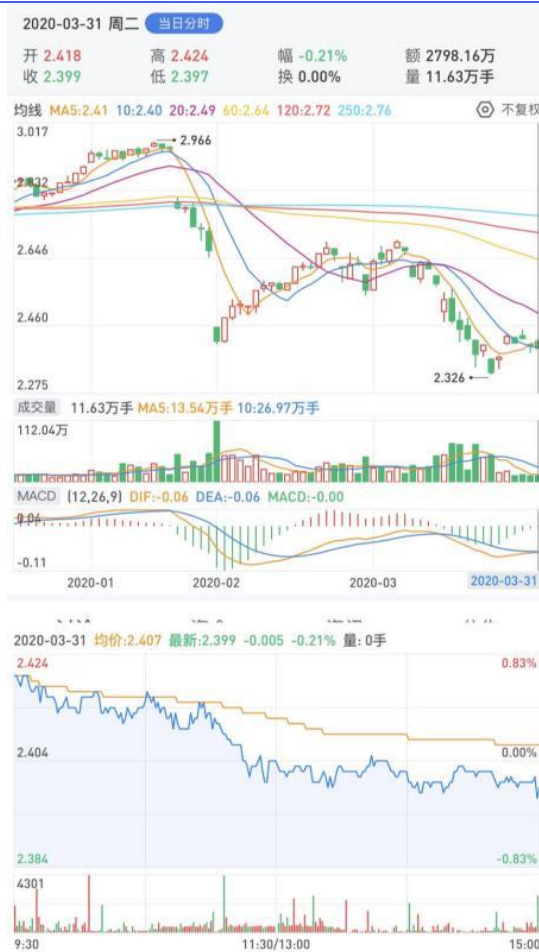 2020-03-31 周二 当日分时
开 2.418 高 2.424 幅 -0.21% 额 2798.16万
收 2.399 低 2.397 换 0.00% 量 11.63万手
均线 MA5:2.41 10:2.40 20:2.49 60:2.64 120:2.72 250:2.76 不复权
3.017
2.966
2.832
2.646
2.460
2.326
2.275
成交量 11.63万手 MA5:13.54万手 10:26.97万手
112.04万
MACD (12,26,9) DIF:-0.06 DEA:-0.06 MACD:-0.00
0.04
-0.11
2020-01 2020-02 2020-03 2020-03-31
2020-03-31 均价:2.407 最新:2.399 -0.005 -0.21% 量: 0手
2.424 0.83%
2.404 0.00%
2.384 -0.83%
4301
9:30 11:30/13:00 15:00